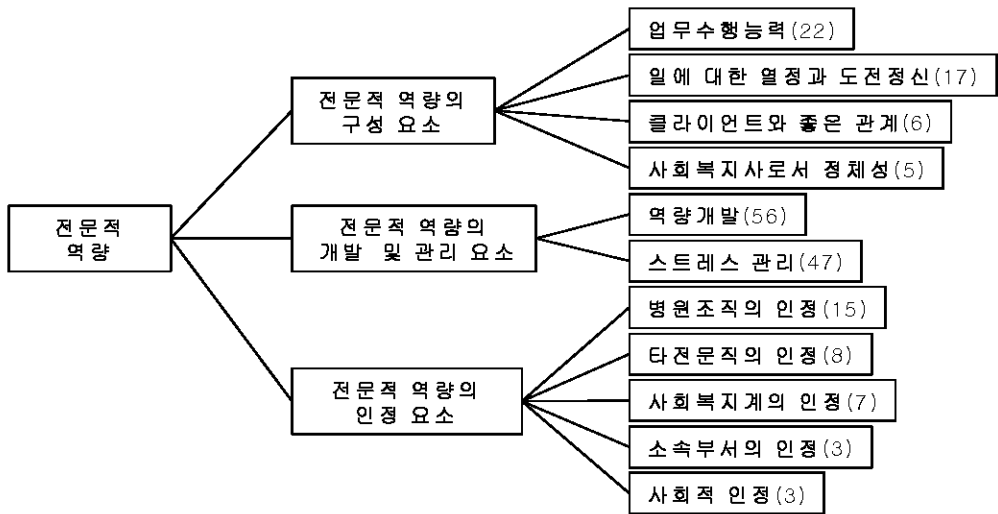 전문적
역량
전문적 역량의
구성 요소
업무수행능력(22)
일에 대한 열정과 도전정신(17)
클라이언트와 좋은 관계(6)
사회복지사로서 정체성(5)
전문적 역량의
개발 및 관리 요소
역량개발(56)
스트레스 관리(47)
전문적 역량의
인정 요소
병원조직의 인정(15)
타전문직의 인정(8)
사회복지계의 인정(7)
소속부서의 인정(3)
사회적 인정(3)